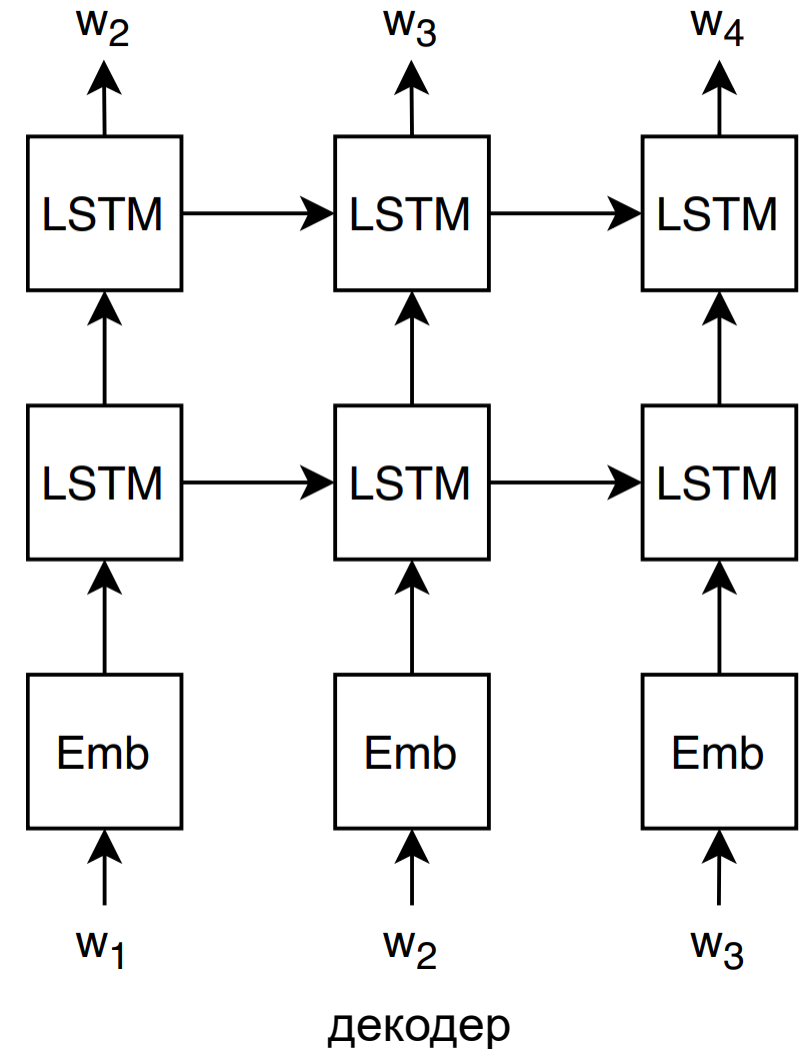 w₂ w₃ w₄
LSTM LSTM LSTM
LSTM LSTM LSTM
Emb Emb Emb
w₁ w₂ w₃
декодер